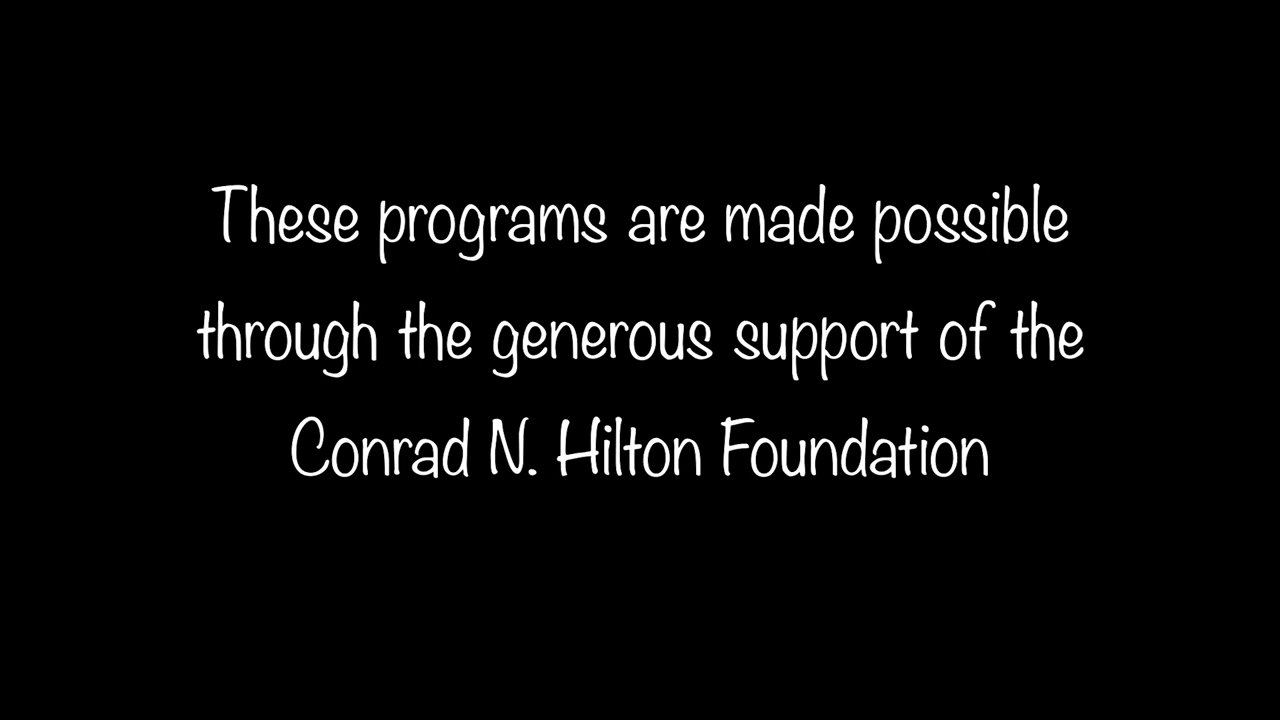 These programs are made possible
through the generous support of the
Conrad N. Hilton Foundation